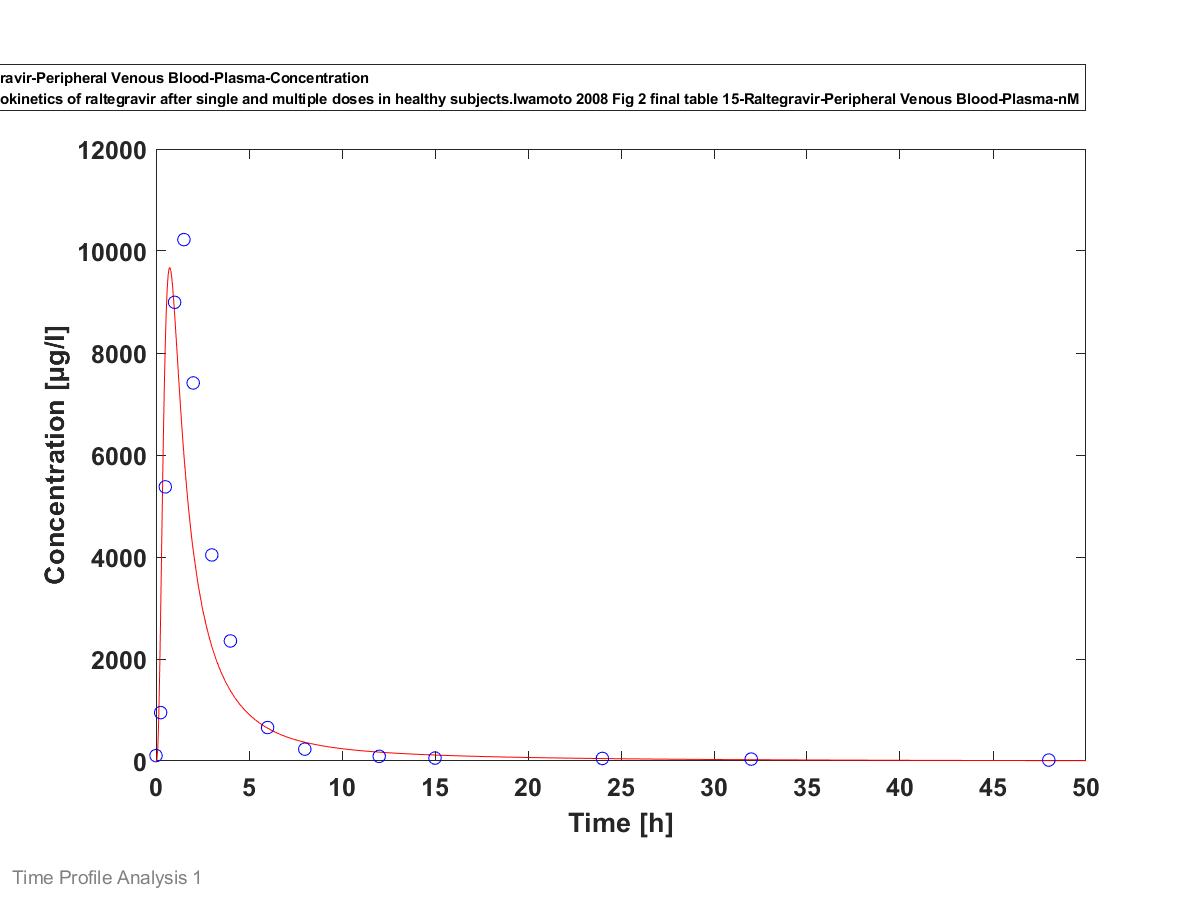 ravir-Peripheral Venous Blood-Plasma-Concentration
okinetics of raltegravir after single and multiple doses in healthy subjects.Iwamoto 2008 Fig 2 final table 15-Raltegravir-Peripheral Venous Blood-Plasma-nM
12000
10000
8000
6000
4000
2000
0
Concentration [µg/l]
0 5 10 15 20 25 30 35 40 45 50
Time [h]
Time Profile Analysis 1